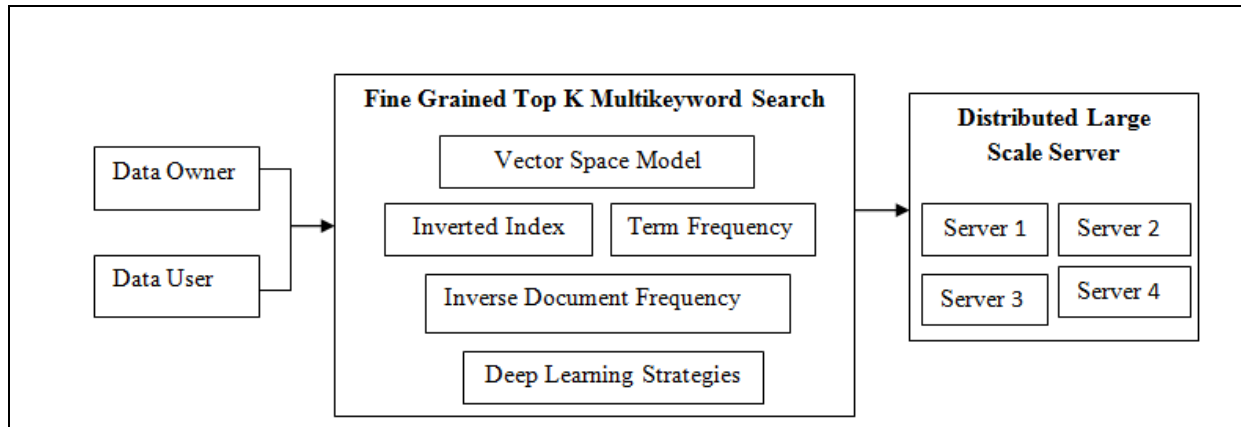 Data Owner
Data User
Fine Grained Top K Multikeyword Search
Vector Space Model
Inverted Index
Term Frequency
Inverse Document Frequency
Deep Learning Strategies
Distributed Large
Scale Server
Server 1
Server 2
Server 3
Server 4